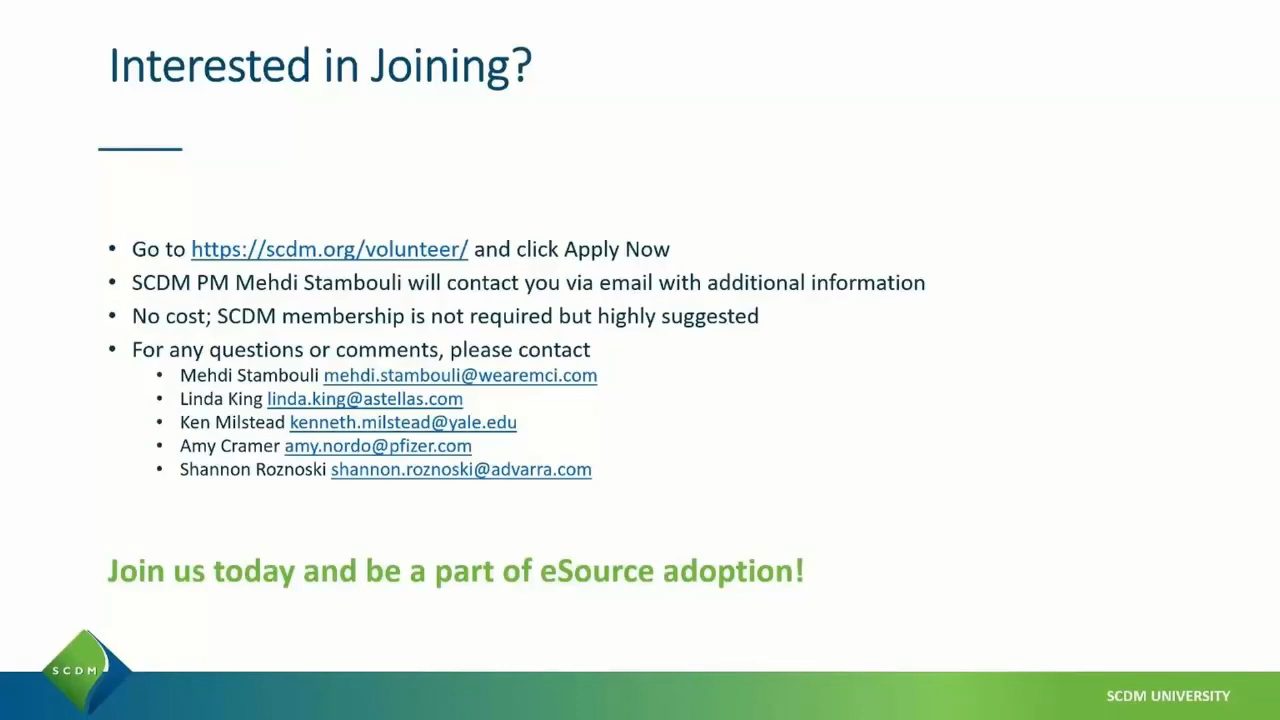 Interested in Joining?
• Go to https://scdm.org/volunteer/ and click Apply Now
• SCDM PM Mehdi Stambouli will contact you via email with additional information
• No cost; SCDM membership is not required but highly suggested
• For any questions or comments, please contact
• Mehdi Stambouli mehdi.stambouli@wearemci.com
• Linda King linda.king@astellas.com
• Ken Milstead kenneth.milstead@yale.edu
• Amy Cramer amy.nordo@pfizer.com
• Shannon Roznoski shannon.roznoski@advarra.com
Join us today and be a part of eSource adoption!
SCDM
SCDM UNIVERSITY